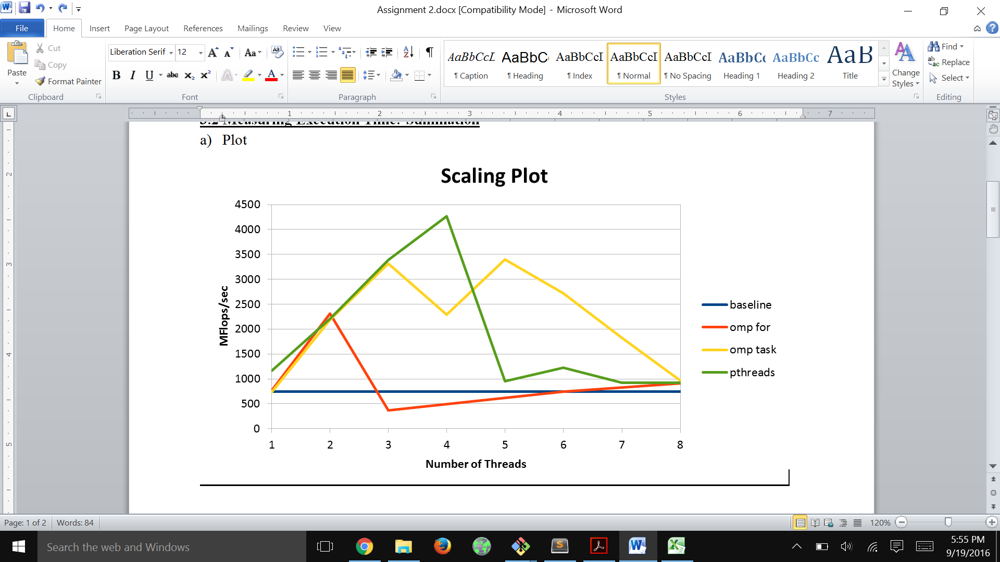 Assignment 2.docx [Compatibility Mode] - Microsoft Word
File Home Insert Page Layout References Mailings Review View
Paste
Cut
Copy
Format Painter
Clipboard
Liberation Serif 12
Font
Paragraph
AaBbCcL AaBbC AaBbCcI AaBbCcI AaBbCcI AaBbCc AaBbCc AaB
¶ Caption ¶ Heading ¶ Index ¶ Normal ¶ No Spacing Heading 1 Heading 2 Title
Styles
Change
Styles
Find
Replace
Select
Editing
1 2 3 4 5 6 7
2
3
4
5
3.2 Measuring Execution Time: Summation
a) Plot
Scaling Plot
MFlops/sec
4500
4000
3500
3000
2500
2000
1500
1000
500
0
1 2 3 4 5 6 7 8
Number of Threads
baseline
omp for
omp task
pthreads
Page: 1 of 2 Words: 84
120%
Search the web and Windows
5:55 PM
9/19/2016